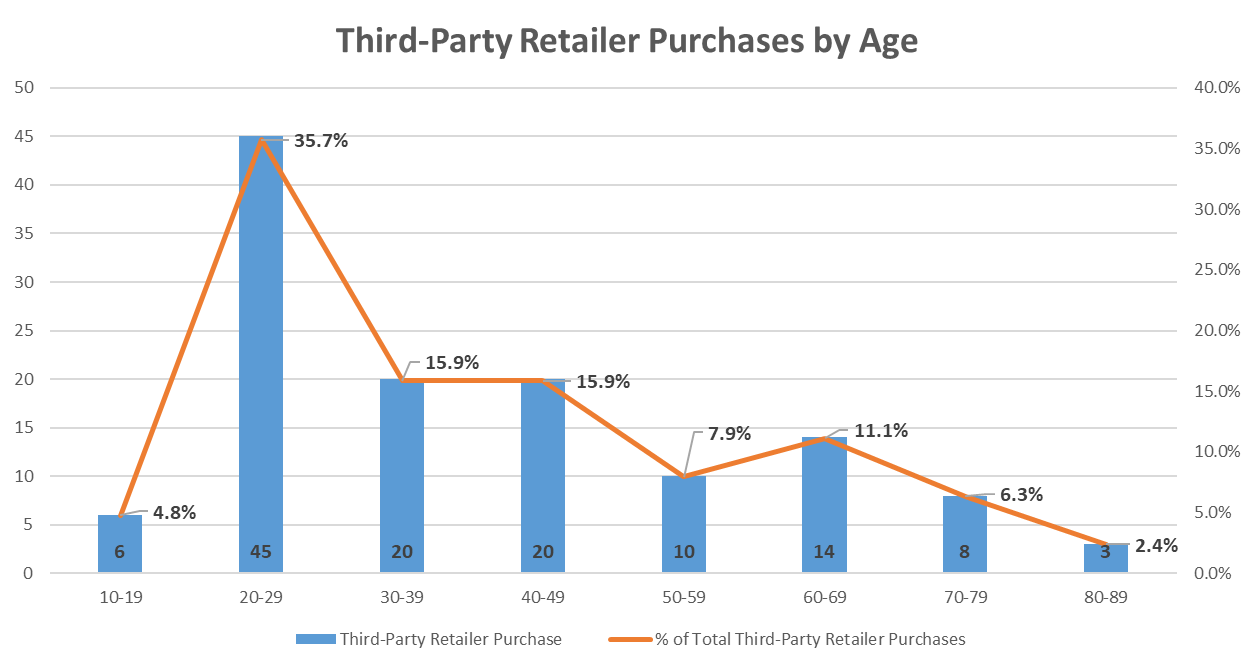 Third-Party Retailer Purchases by Age
50 40.0%
45 35.7% 35.0%
40 30.0%
35 25.0%
30
25 20.0%
20 15.9% 15.9% 15.0%
15 7.9% 11.1% 10.0%
10 6.3%
5 4.8% 5.0%
6 45 20 20 10 14 8 3 2.4%
0 0.0%
10-19 20-29 30-39 40-49 50-59 60-69 70-79 80-89
Third-Party Retailer Purchase % of Total Third-Party Retailer Purchases